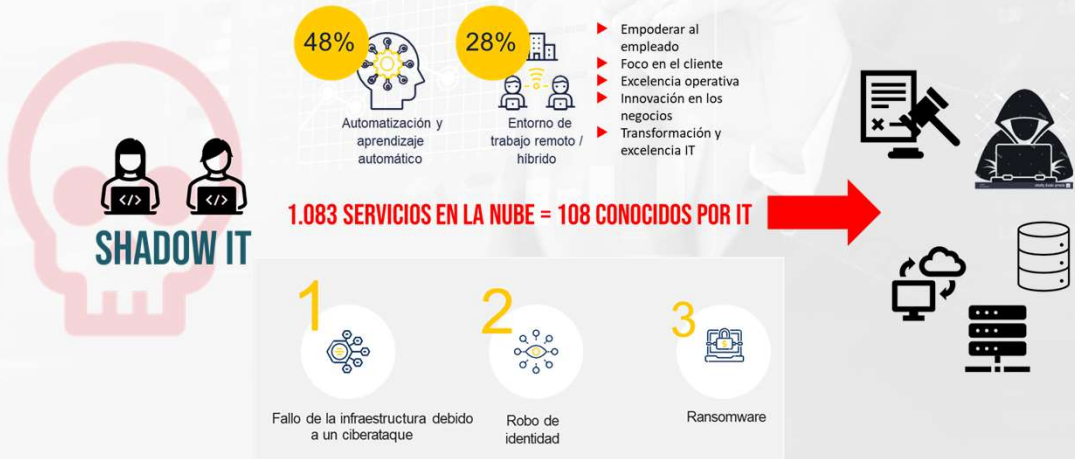 48%
Automatización y
aprendizaje
automático
28%
Entorno de
trabajo remoto /
híbrido
Empoderar al
empleado
Foco en el cliente
Excelencia operativa
Innovación en los
negocios
Transformación y
excelencia IT
</>
</>
SHADOW IT
1.083 SERVICIOS EN LA NUBE = 108 CONOCIDOS POR IT
1
Fallo de la infraestructura debido
a un ciberataque
2
Robo de
identidad
3
$
Ransomware